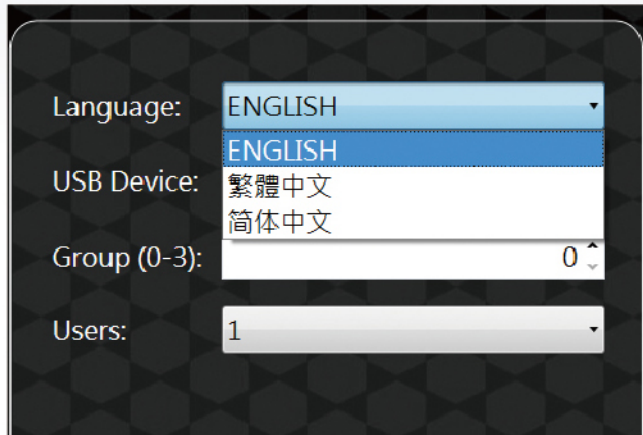 Language: ENGLISH
ENGLISH
USB Device: 繁體中文
简体中文
Group (0-3): 0
Users: 1